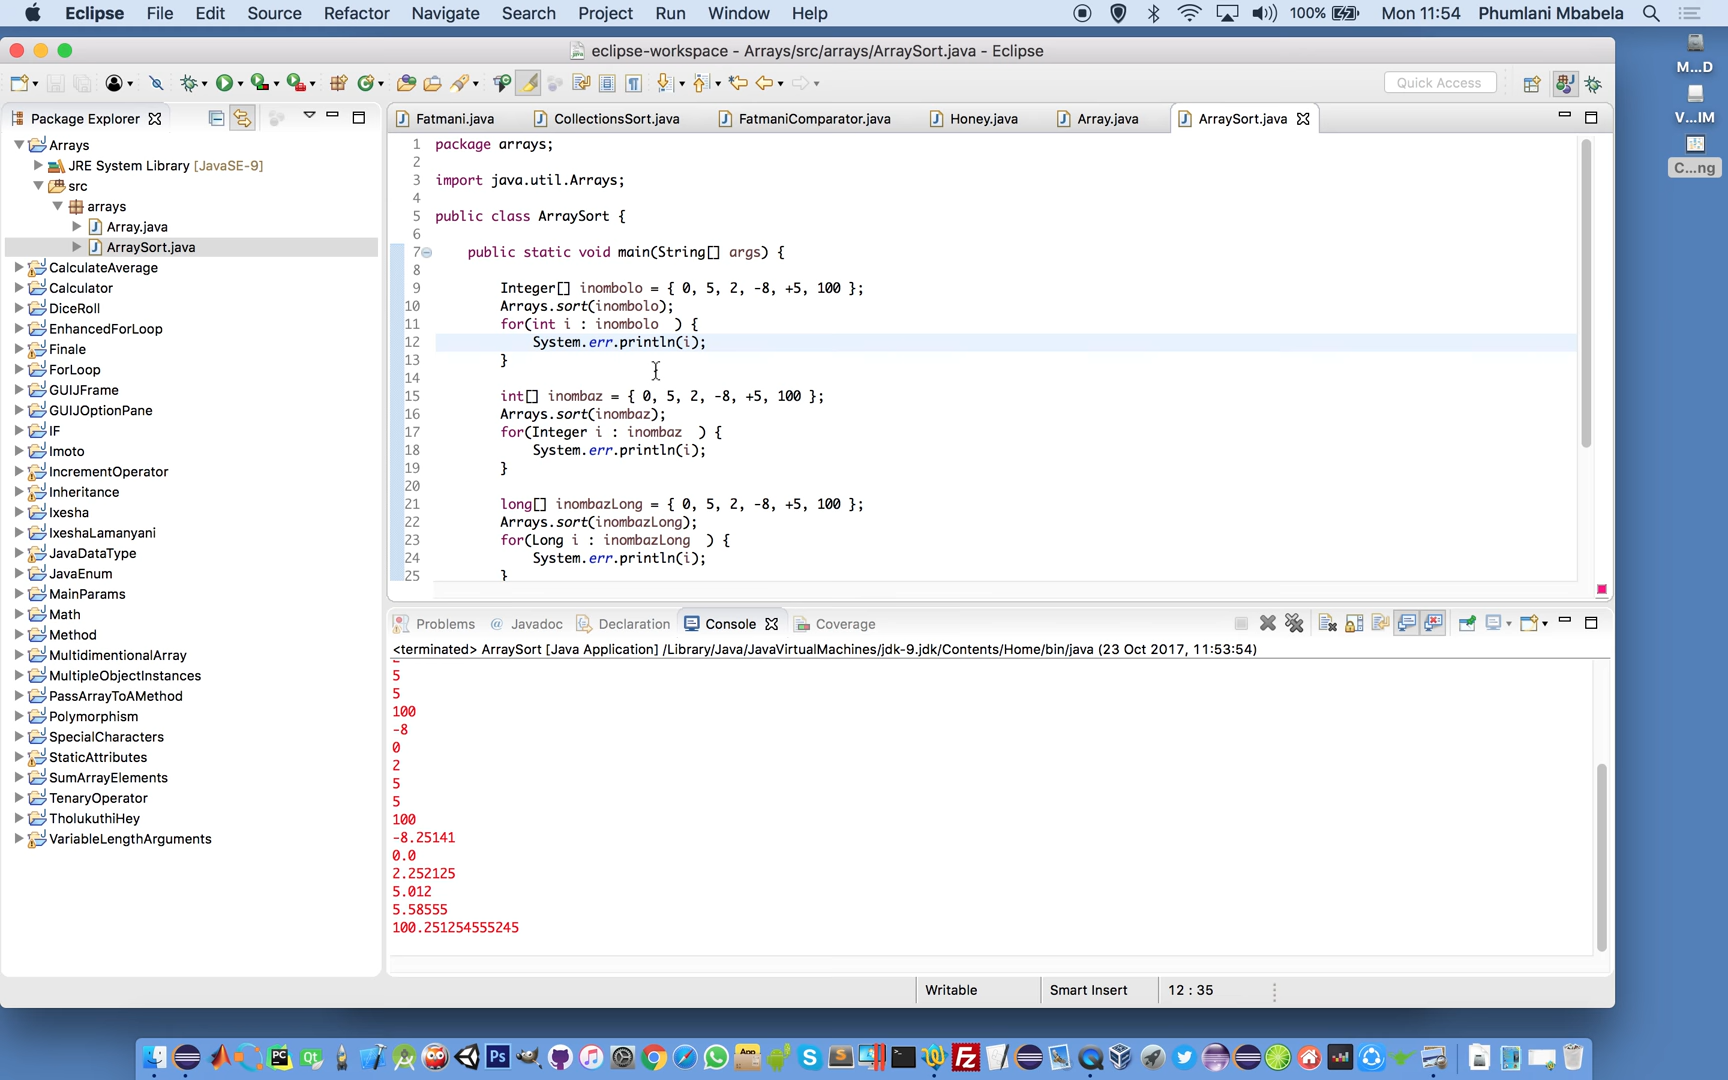 Eclipse File Edit Source Refactor Navigate Search Project Run Window Help 100% Mon 11:54 Phumlani Mbabela
eclipse-workspace - Arrays/src/arrays/ArraySort.java - Eclipse
M...D
Quick Access
V...IM
C...ng
Package Explorer
Arrays
JRE System Library [JavaSE-9]
src
arrays
Array.java
ArraySort.java
CalculateAverage
Calculator
DiceRoll
EnhancedForLoop
Finale
ForLoop
GUIJFrame
GUIJOptionPane
IF
Imoto
IncrementOperator
Inheritance
Ixesha
IxeshaLamanyani
JavaDataType
JavaEnum
MainParams
Math
Method
MultidimentionalArray
MultipleObjectInstances
PassArrayToAMethod
Polymorphism
SpecialCharacters
StaticAttributes
SumArrayElements
TenaryOperator
TholukuthiHey
VariableLengthArguments
Fatmani.java CollectionsSort.java FatmaniComparator.java Honey.java Array.java ArraySort.java
1 package arrays;
2
3 import java.util.Arrays;
4
5 public class ArraySort {
6
7 public static void main(String[] args) {
8
9 Integer[] inombolo = { 0, 5, 2, -8, +5, 100 };
10 Arrays.sort(inombolo);
11 for(int i : inombolo ) {
12 System.err.println(i);
13 }
14
15 int[] inombaz = { 0, 5, 2, -8, +5, 100 };
16 Arrays.sort(inombaz);
17 for(Integer i : inombaz ) {
18 System.err.println(i);
19 }
20
21 long[] inombazLong = { 0, 5, 2, -8, +5, 100 };
22 Arrays.sort(inombazLong);
23 for(Long i : inombazLong ) {
24 System.err.println(i);
25 }
Problems @ Javadoc Declaration Console Coverage
<terminated> ArraySort [Java Application] /Library/Java/JavaVirtualMachines/jdk-9.jdk/Contents/Home/bin/java (23 Oct 2017, 11:53:54)
5
5
100
-8
0
2
5
5
100
-8.25141
0.0
2.252125
5.012
5.58555
100.251254555245
Writable Smart Insert 12 : 35
PC Qt Ps App S Fz